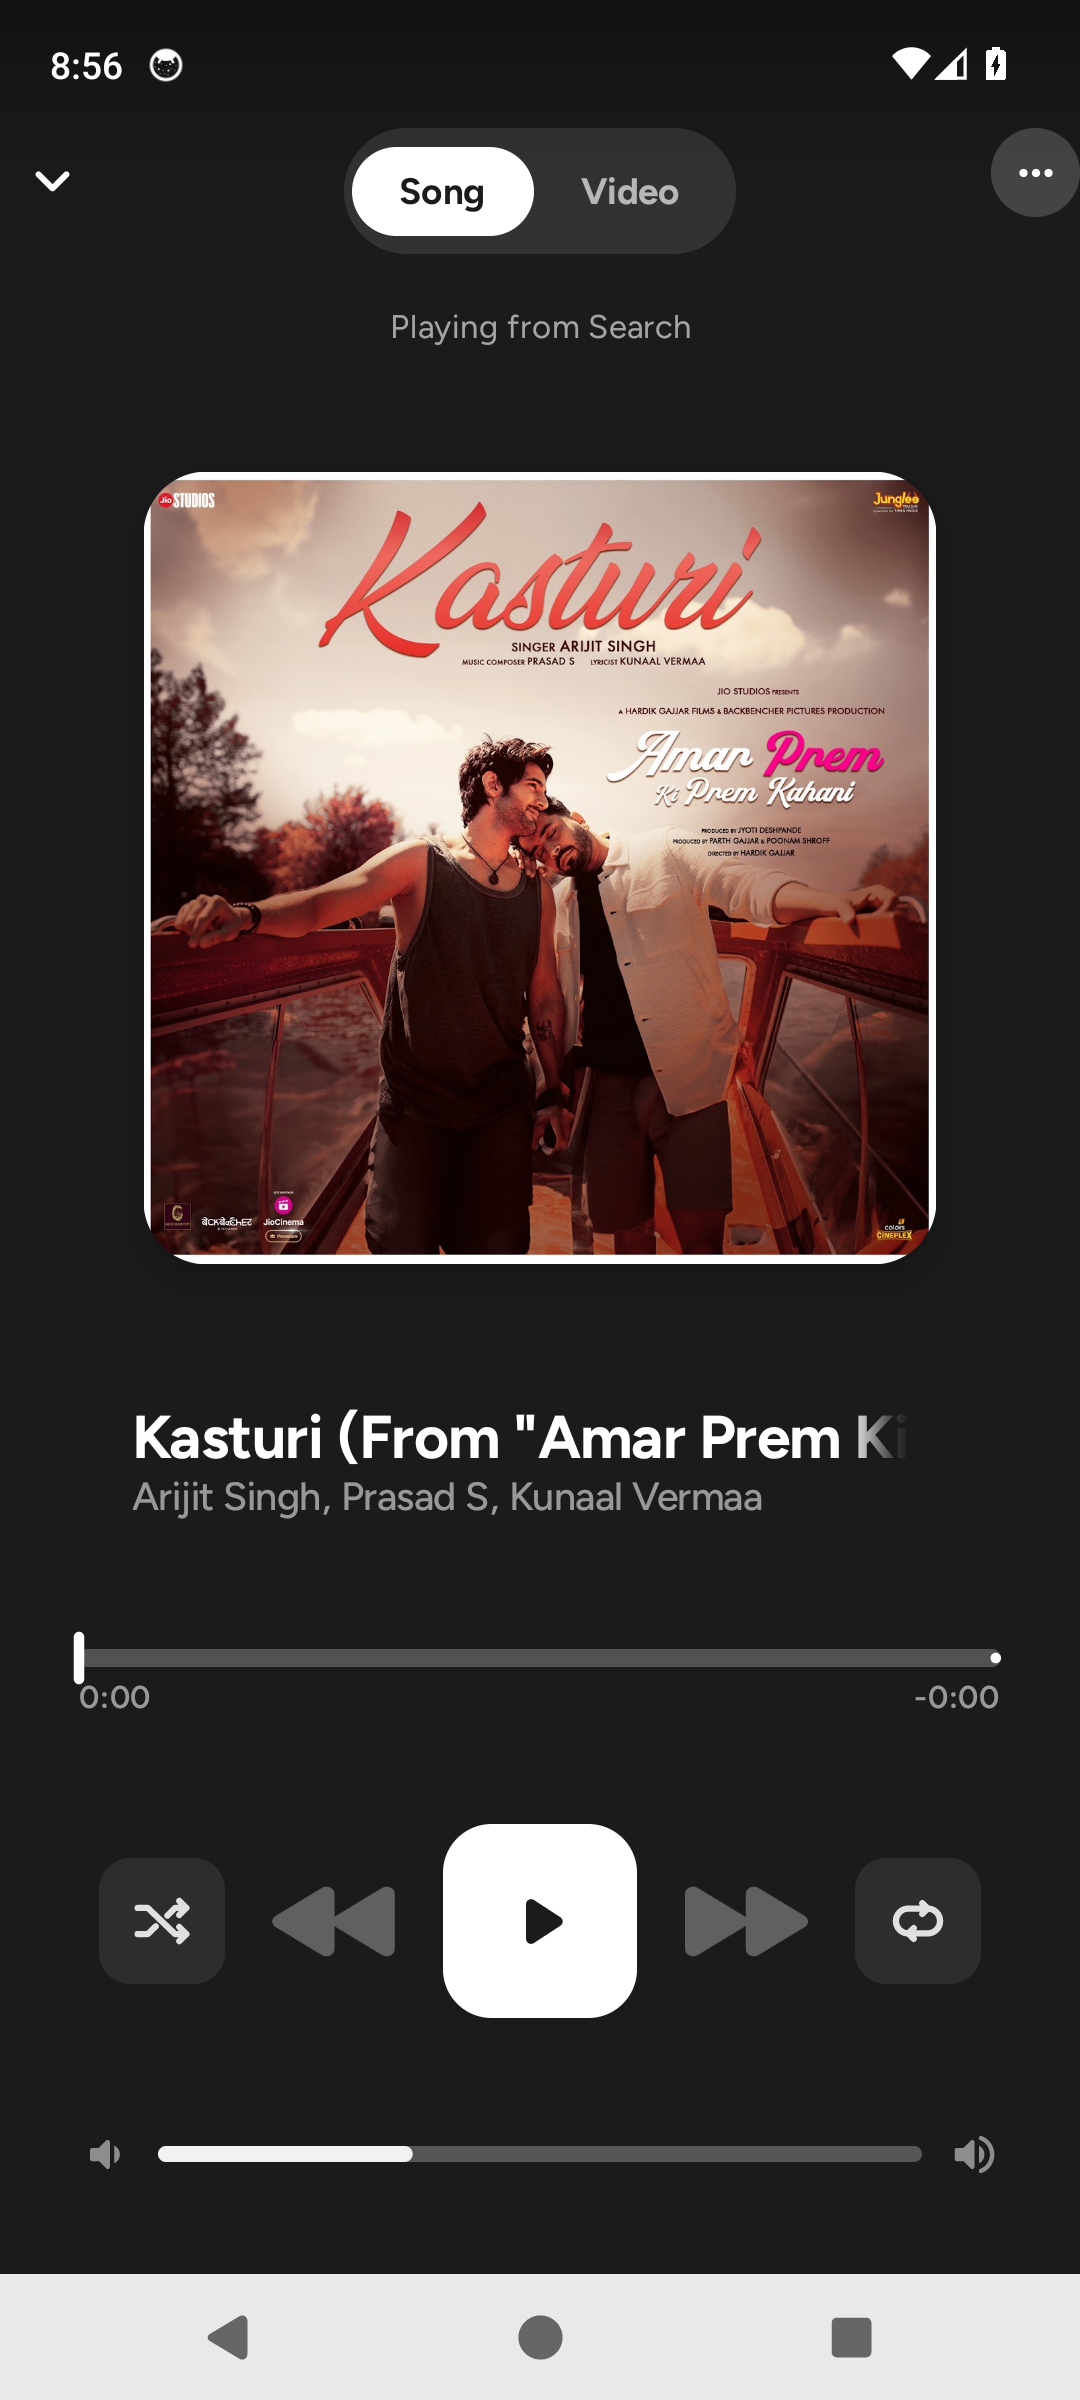 8:56
Song
Video
Playing from Search
Jio STUDIOS
Junglee
Kasturi
SINGER ARIJIT SINGH
MUSIC COMPOSER PRASAD S LYRICIST KUNAAL VERMAA
JIO STUDIOS PRESENTS
A HARDIK GAJJAR FILMS & BACKBENCHER PICTURES PRODUCTION
Amar Prem
Ki Prem Kahani
PRODUCED BY JYOTI DESHPANDE
PRODUCED BY PARTH GAJJAR & POONAM SHROFF
DIRECTED BY HARDIK GAJJAR
JioCinema
Premium
colors
CINEPLEX
Kasturi (From "Amar Prem Ki
Arijit Singh, Prasad S, Kunaal Vermaa
0:00
-0:00